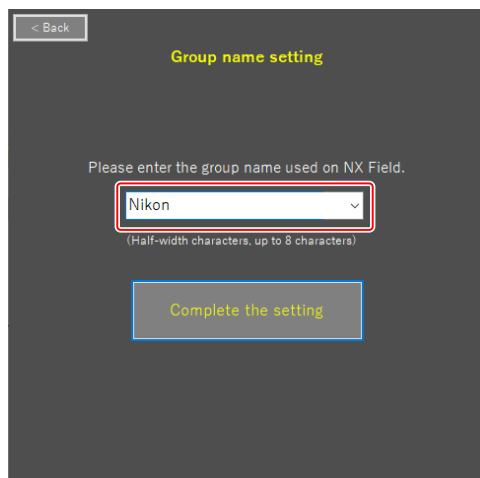 < Back
Group name setting
Please enter the group name used on NX Field.
Nikon
(Half-width characters, up to 8 characters)
Complete the setting